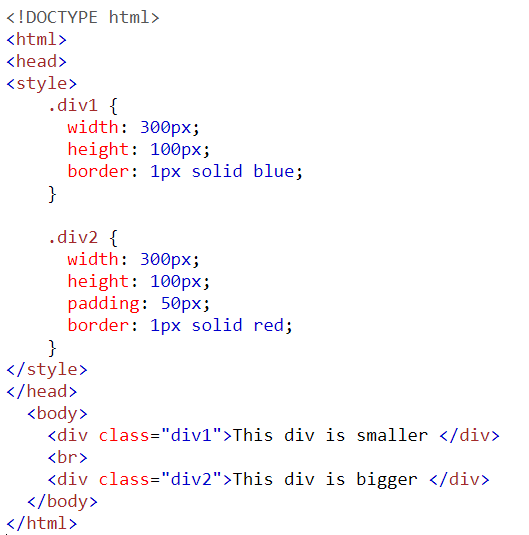 <!DOCTYPE html>
<html>
<head>
<style>
    .div1 {
      width: 300px;
      height: 100px;
      border: 1px solid blue;
    }

    .div2 {
      width: 300px;
      height: 100px;
      padding: 50px;
      border: 1px solid red;
    }
</style>
</head>
  <body>
    <div class="div1">This div is smaller </div>
    <br>
    <div class="div2">This div is bigger </div>
  </body>
</html>